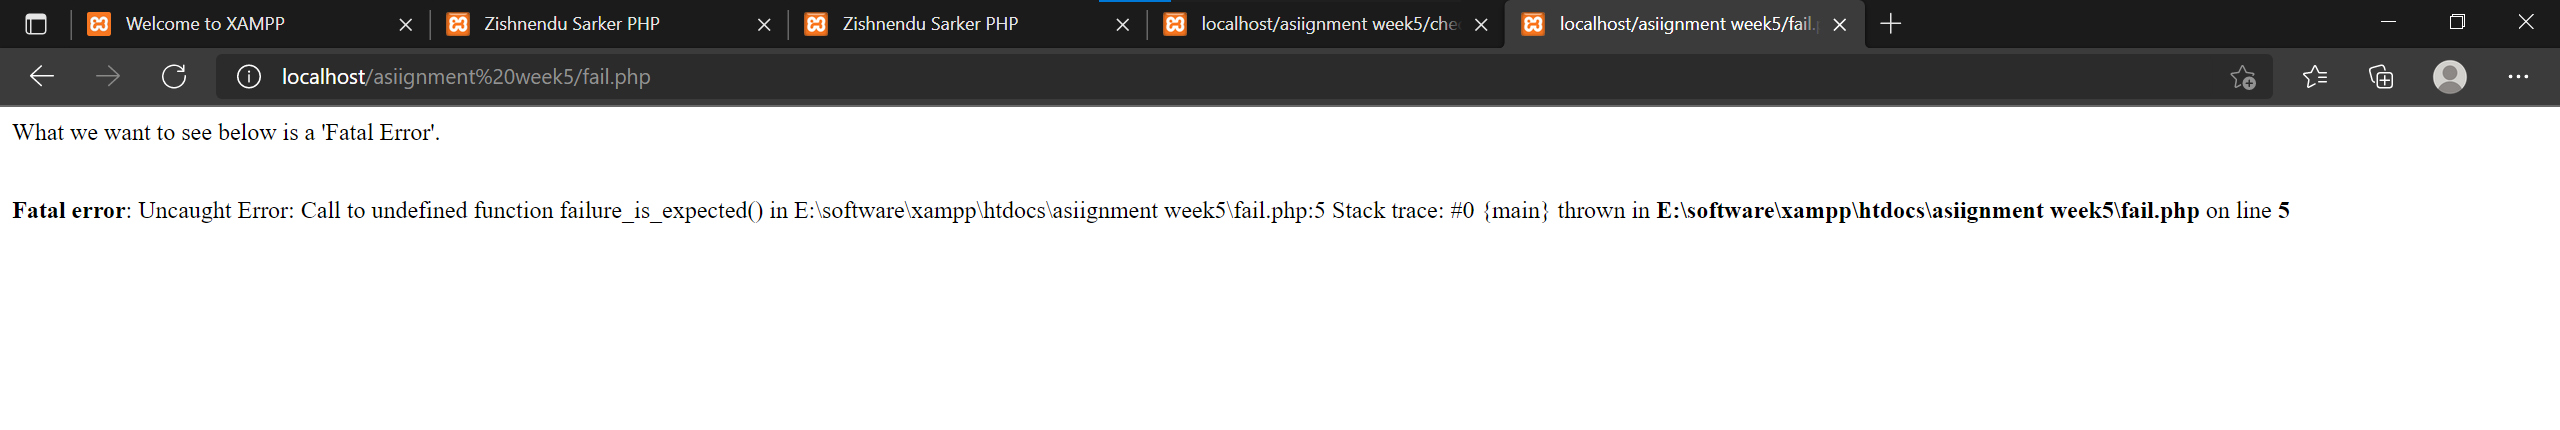 Welcome to XAMPP
Zishnendu Sarker PHP
Zishnendu Sarker PHP
localhost/asiignment week5/che
localhost/asiignment week5/fail.
localhost/asiignment%20week5/fail.php
What we want to see below is a 'Fatal Error'.
Fatal error: Uncaught Error: Call to undefined function failure_is_expected() in E:\software\xampp\htdocs\asiignment week5\fail.php:5 Stack trace: #0 {main} thrown in E:\software\xampp\htdocs\asiignment week5\fail.php on line 5